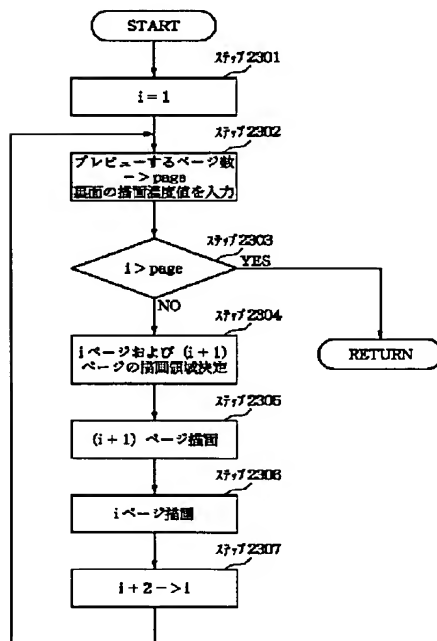 START
ステップ2301
i = 1
ステップ2302
プレビューするページ数
->page
裏面の描画濃度値を入力
ステップ2303
i > page
YES
NO
ステップ2304
iページおよび (i + 1)
ページの描画領域決定
RETURN
ステップ2305
(i + 1) ページ描画
ステップ2306
iページ描画
ステップ2307
i + 2 -> i